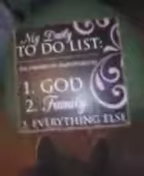 My Daily
TO DO LIST:
1. GOD
2. Family
3. EVERYTHING ELSE